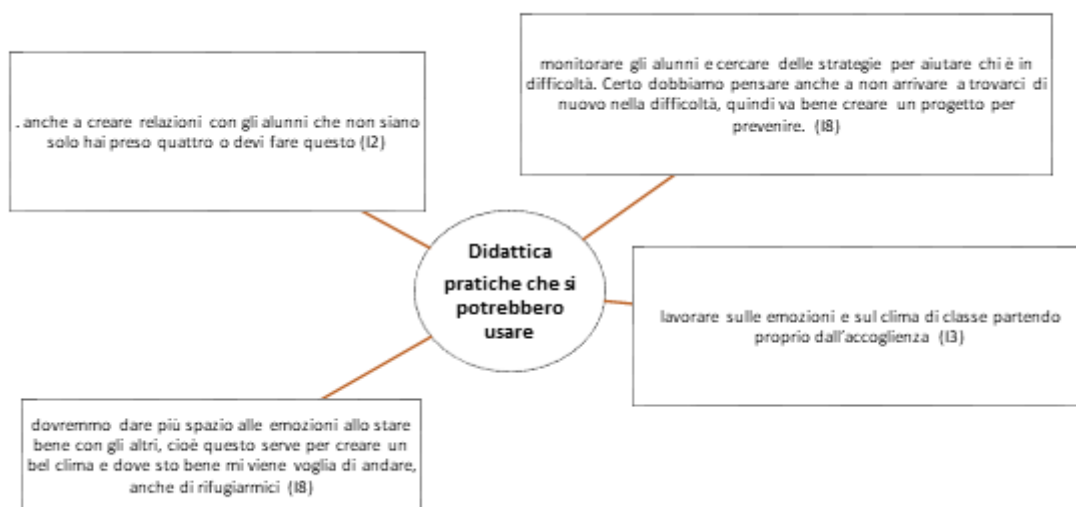 . anche a creare relazioni con gli alunni che non siano
solo hai preso quattro o devi fare questo (I2)
monitorare gli alunni e cercare delle strategie per aiutare chi è in
difficoltà. Certo dobbiamo pensare anche a non arrivare a trovarci di
nuovo nella difficoltà, quindi va bene creare un progetto per
prevenire. (I8)
Didattica
pratiche che si
potrebbero
usare
lavorare sulle emozioni e sul clima di classe partendo
proprio dall'accoglienza (I3)
dovremmo dare più spazio alle emozioni allo stare
bene con gli altri, cioè questo serve per creare un
bel clima e dove sto bene mi viene voglia di andare,
anche di rifugiarmici (I8)